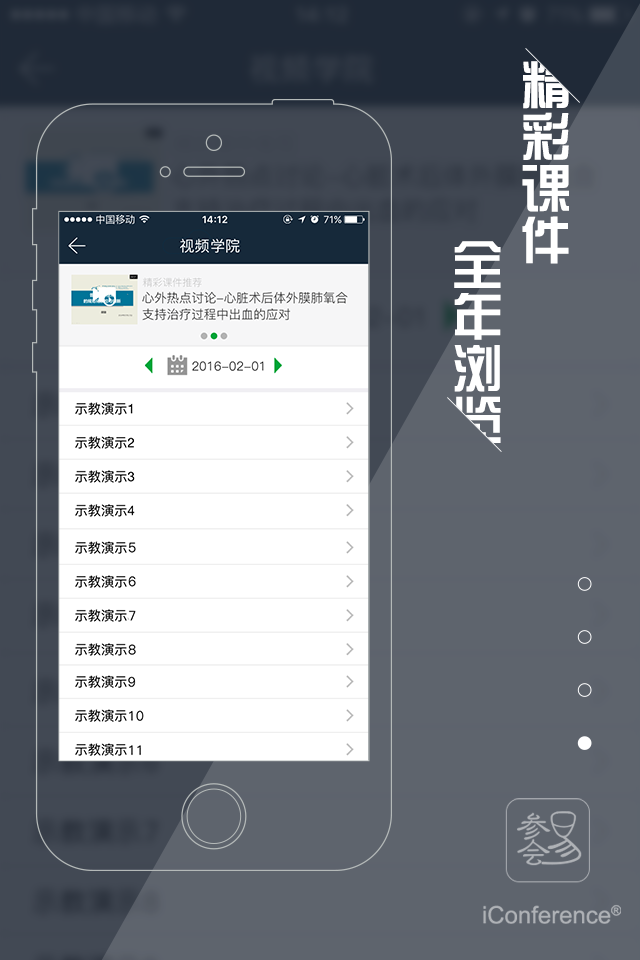 精彩课件
全年浏览
中国移动
14:12
71%
视频学院
精彩课件推荐
心外热点讨论-心脏术后体外膜肺氧合
支持治疗过程中出血的应对
2016-02-01
示教演示1
示教演示2
示教演示3
示教演示4
示教演示5
示教演示6
示教演示7
示教演示8
示教演示9
示教演示10
示教演示11
参会易
iConference®